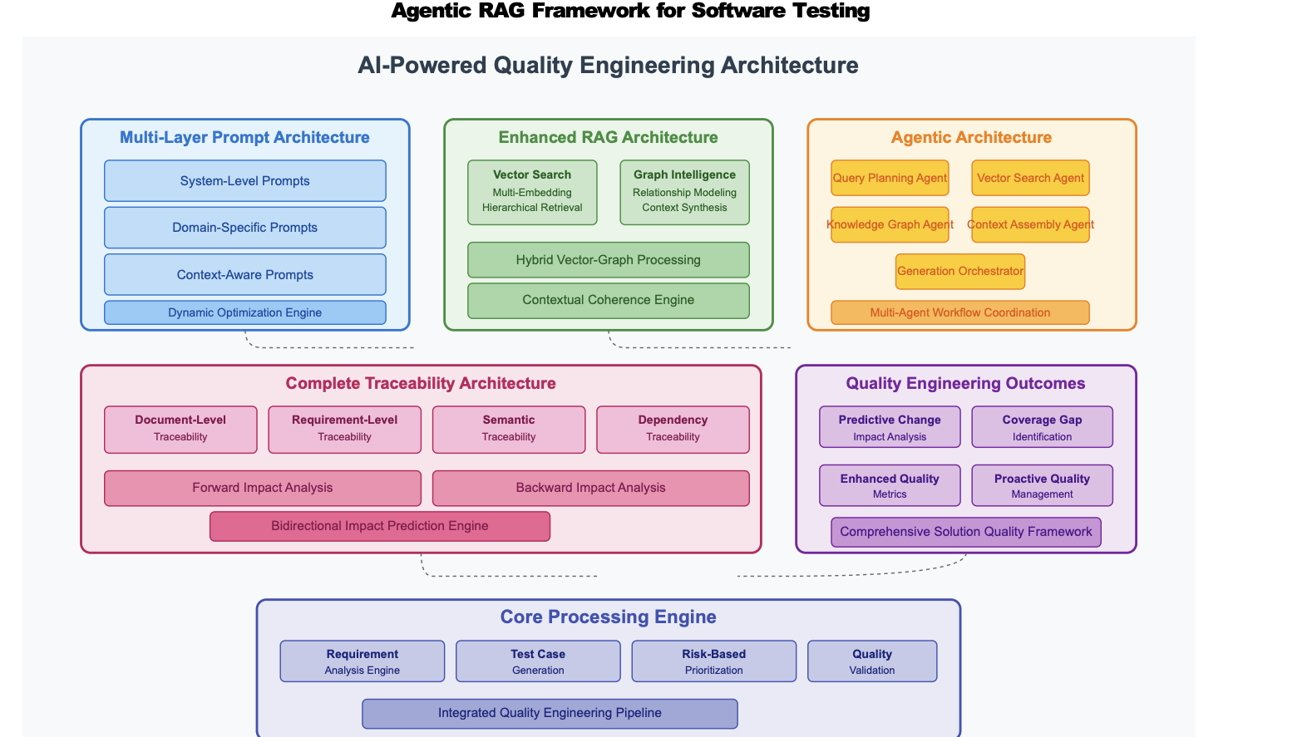 Agentic RAG Framework for Software Testing
AI-Powered Quality Engineering Architecture
Multi-Layer Prompt Architecture
System-Level Prompts
Domain-Specific Prompts
Context-Aware Prompts
Dynamic Optimization Engine
Enhanced RAG Architecture
Vector Search
Multi-Embedding
Hierarchical Retrieval
Graph Intelligence
Relationship Modeling
Context Synthesis
Hybrid Vector-Graph Processing
Contextual Coherence Engine
Agentic Architecture
Query Planning Agent
Vector Search Agent
Knowledge Graph Agent
Context Assembly Agent
Generation Orchestrator
Multi-Agent Workflow Coordination
Complete Traceability Architecture
Document-Level
Traceability
Requirement-Level
Traceability
Semantic
Traceability
Dependency
Traceability
Forward Impact Analysis
Backward Impact Analysis
Bidirectional Impact Prediction Engine
Quality Engineering Outcomes
Predictive Change
Impact Analysis
Coverage Gap
Identification
Enhanced Quality
Metrics
Proactive Quality
Management
Comprehensive Solution Quality Framework
Core Processing Engine
Requirement
Analysis Engine
Test Case
Generation
Risk-Based
Prioritization
Quality
Validation
Integrated Quality Engineering Pipeline